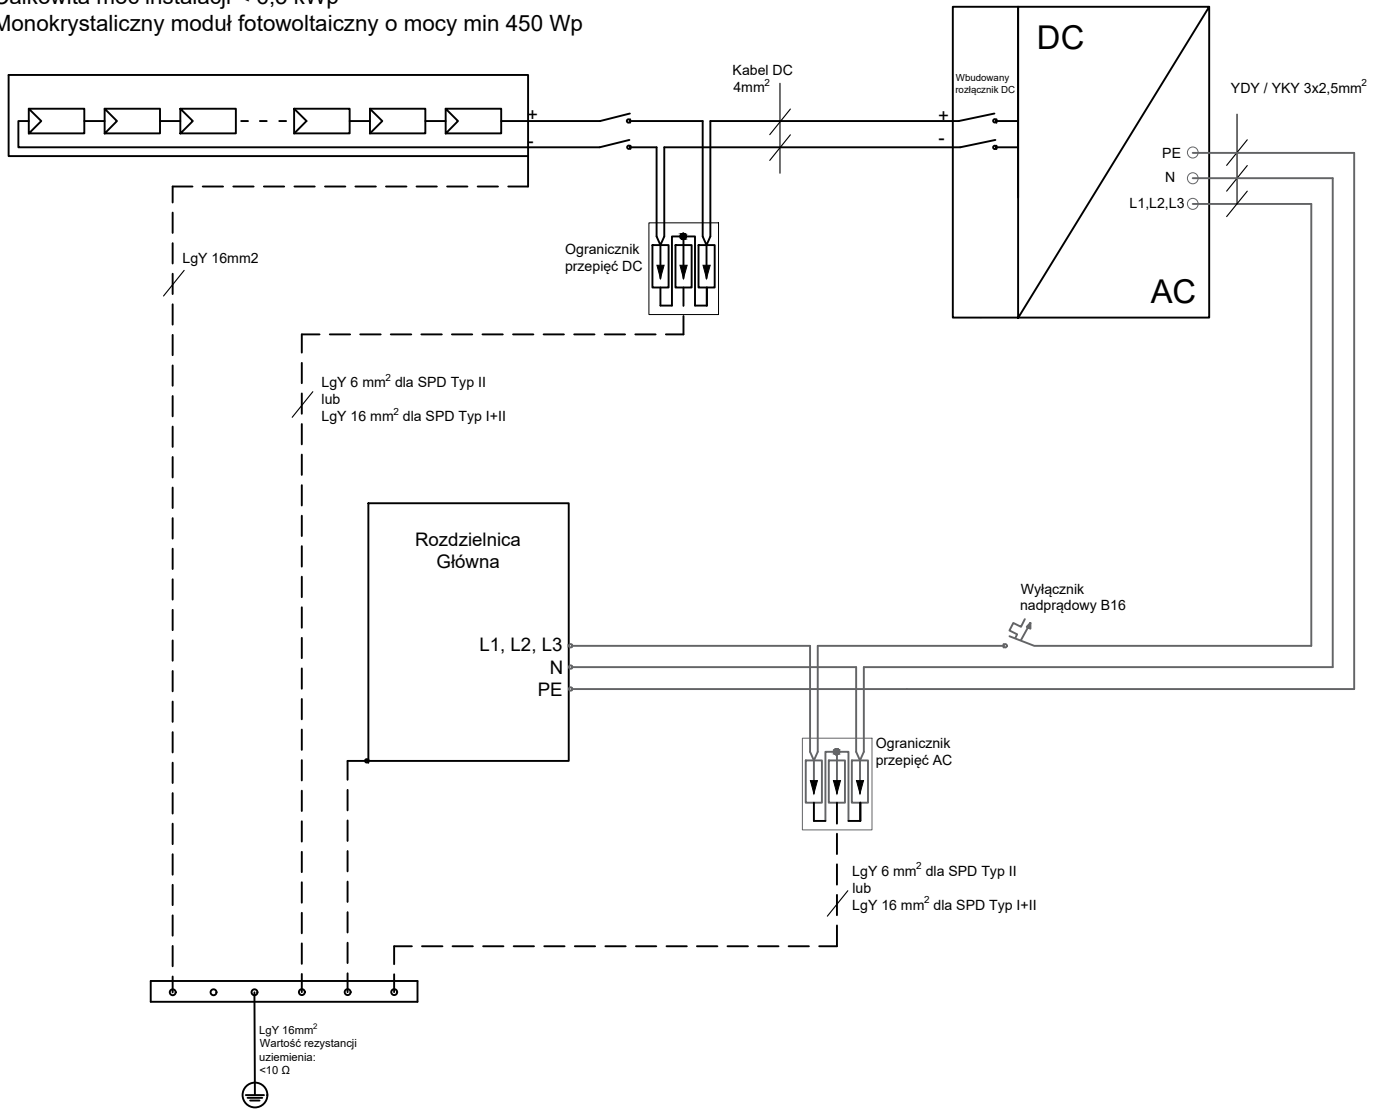 Monokrystaliczny moduł fotowoltaiczny o mocy min 450 Wp
DC
Kabel DC
4mm²
Wbudowany
rozłącznik DC
YDY / YKY 3x2,5mm²
+
-
+
-
PE
N
L1,L2,L3
AC
Ogranicznik
przepięć DC
LgY 16mm2
LgY 6 mm² dla SPD Typ II
lub
LgY 16 mm² dla SPD Typ I+II
Rozdzielnica
Główna
L1, L2, L3
N
PE
Wyłącznik
nadprądowy B16
Ogranicznik
przepięć AC
LgY 6 mm² dla SPD Typ II
lub
LgY 16 mm² dla SPD Typ I+II
LgY 16mm²
Wartość rezystancji
uziemienia:
<10 Ω